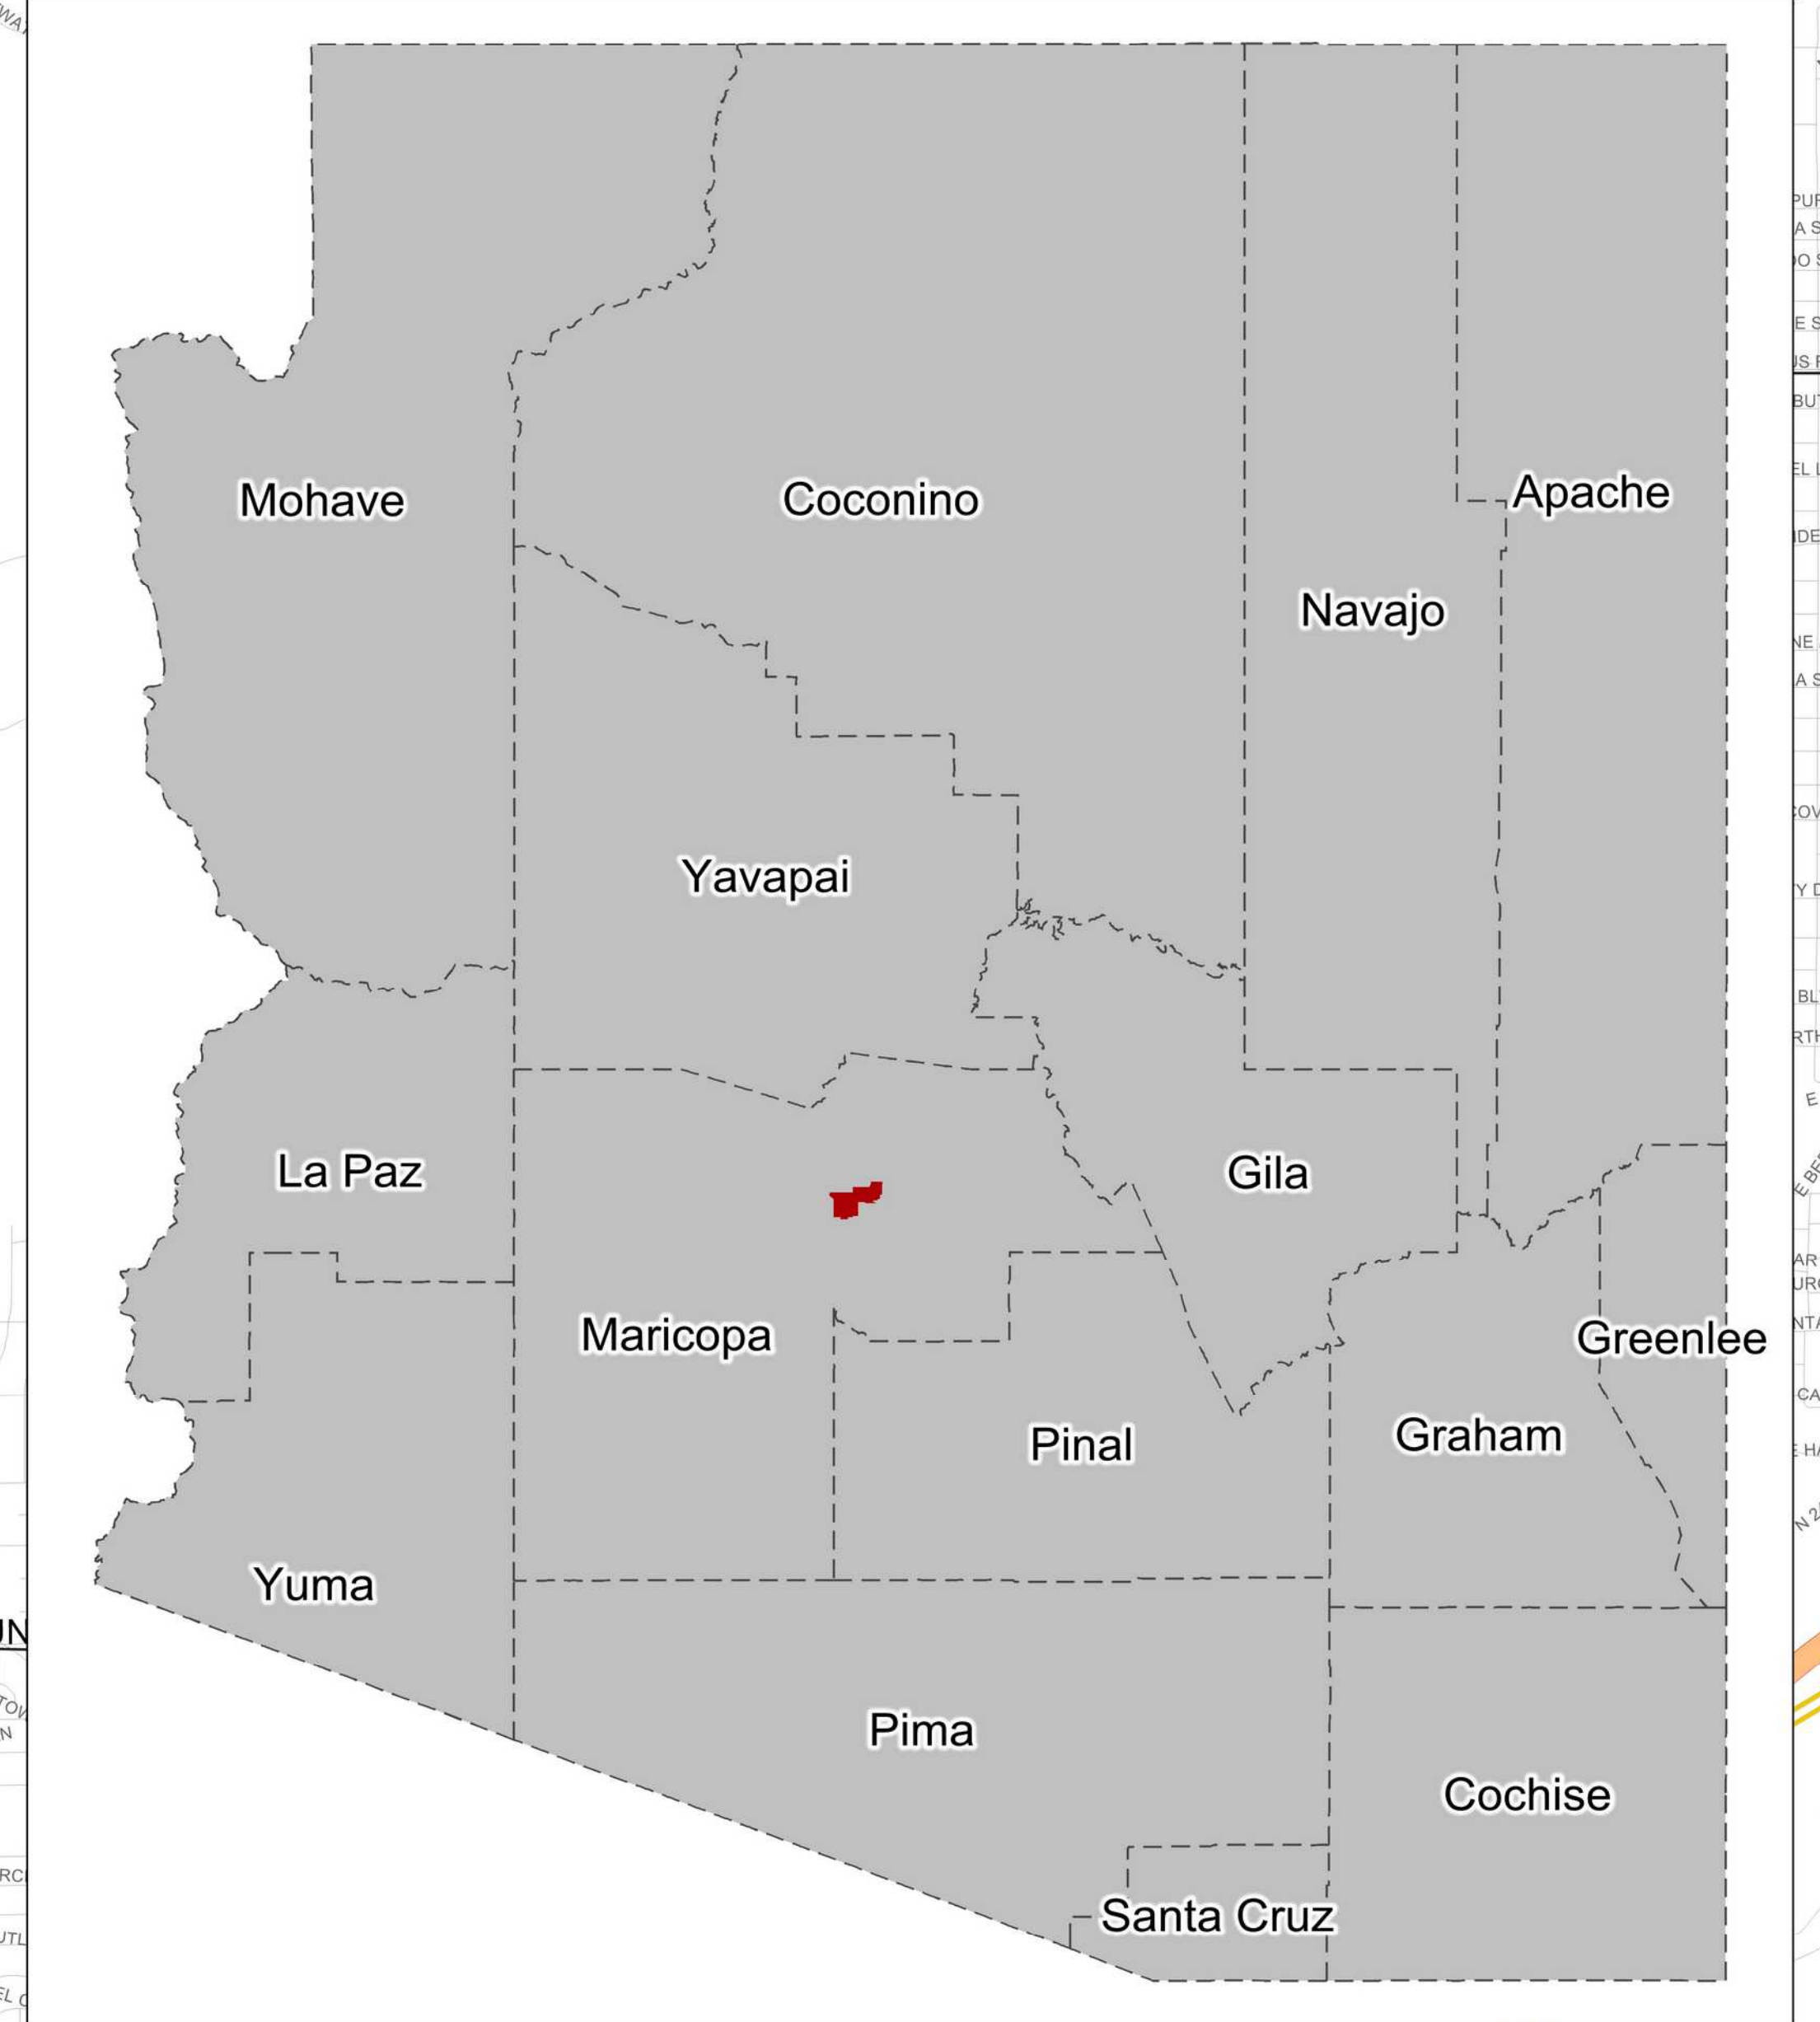 Mohave
Coconino
Apache
Navajo
Yavapai
La Paz
Gila
Maricopa
Greenlee
Pinal
Graham
Yuma
Pima
Cochise
Santa Cruz